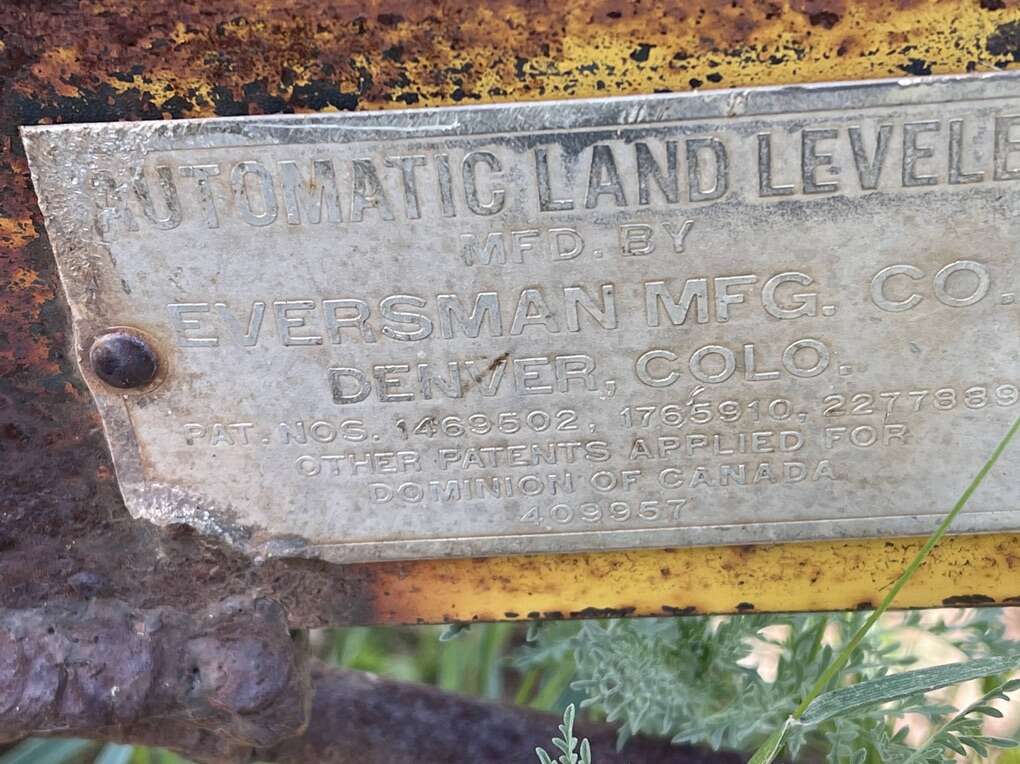 AUTOMATIC LAND LEVELE
MFD. BY
EVERSMAN MFG. CO.
DENVER, COLO.
PAT. NOS. 1469502, 1765910, 2277889
OTHER PATENTS APPLIED FOR
DOMINION OF CANADA
409957